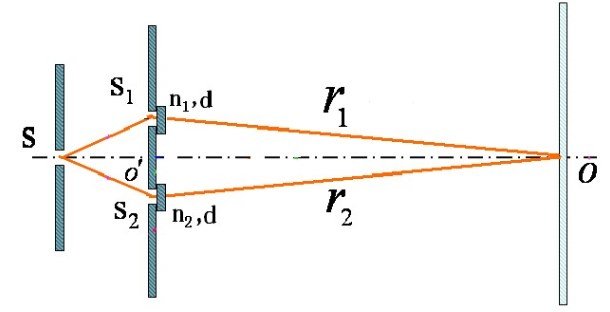 S
S₁
n₁,d
r₁
o'
O
S₂
n₂,d
r₂